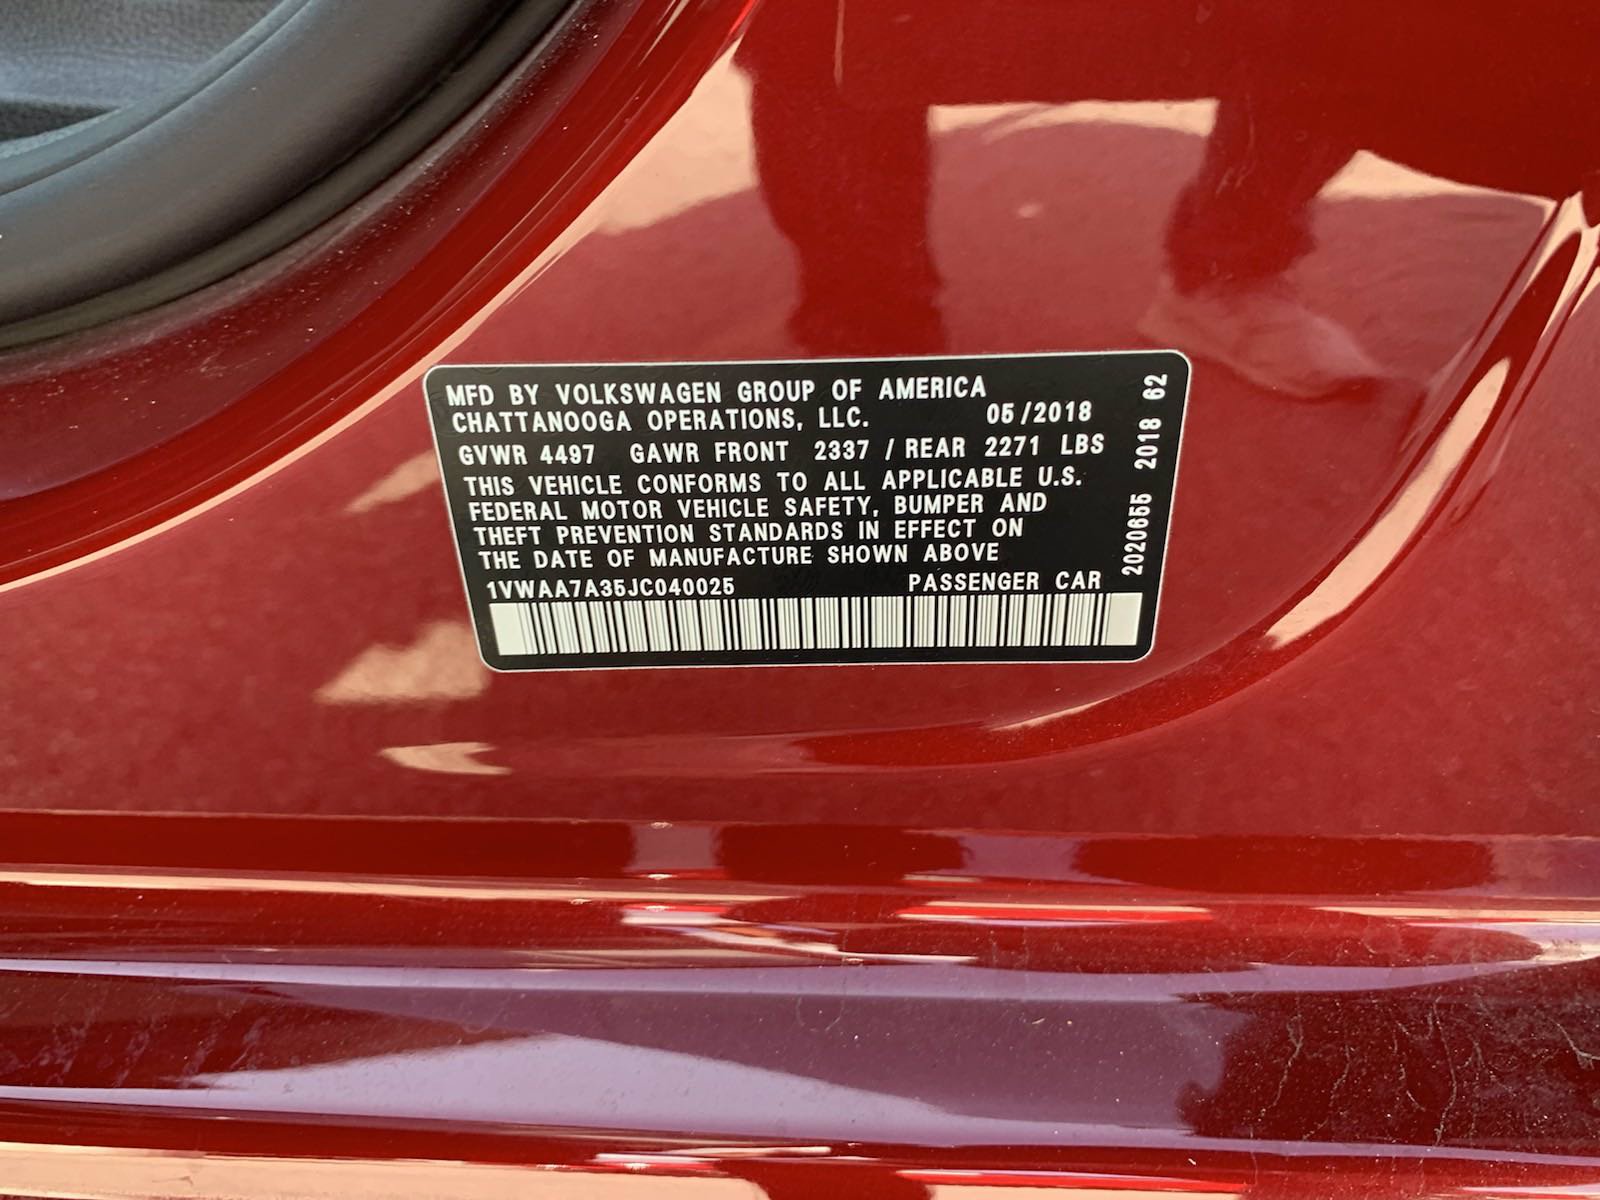 MFD BY VOLKSWAGEN GROUP OF AMERICA
CHATTANOOGA OPERATIONS, LLC. 05/2018
GVWR 4497 GAWR FRONT 2337 / REAR 2271 LBS
THIS VEHICLE CONFORMS TO ALL APPLICABLE U.S.
FEDERAL MOTOR VEHICLE SAFETY, BUMPER AND
THEFT PREVENTION STANDARDS IN EFFECT ON
THE DATE OF MANUFACTURE SHOWN ABOVE
1VWAA7A35JC040025 PASSENGER CAR
2020655 2018 62